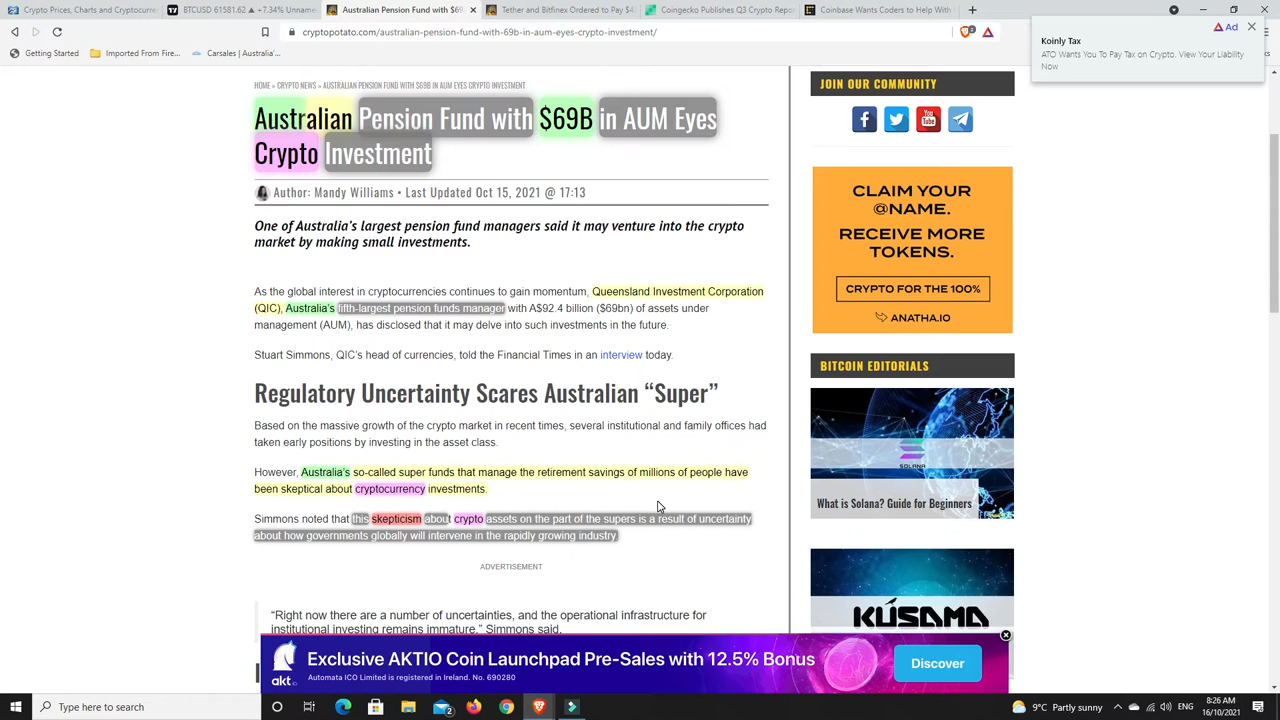 Crypto Prices, Charts and Cryptocurr
BTCUSD 61581.62 ▲ +7.34% Unname
Australian Pension Fund with $69
Tether and Bitfinex Ordered to Pay $4
Coingecko Publishes Q3 Crypto Repo
Coinbase Wants Coders to Help With
cryptopotato.com/australian-pension-fund-with-69b-in-aum-eyes-crypto-investment/
Getting Started
Imported From Fire...
Carsales | Australia'...
Ad
Koinly Tax
ATO Wants You To Pay Tax on Crypto. View Your Liability
Now
HOME » CRYPTO NEWS » AUSTRALIAN PENSION FUND WITH $69B IN AUM EYES CRYPTO INVESTMENT
Australian Pension Fund with $69B in AUM Eyes
Crypto Investment
Author: Mandy Williams • Last Updated Oct 15, 2021 @ 17:13
One of Australia's largest pension fund managers said it may venture into the crypto
market by making small investments.
As the global interest in cryptocurrencies continues to gain momentum, Queensland Investment Corporation
(QIC), Australia's fifth-largest pension funds manager with A$92.4 billion ($69bn) of assets under
management (AUM), has disclosed that it may delve into such investments in the future.
Stuart Simmons, QIC's head of currencies, told the Financial Times in an interview today.
Regulatory Uncertainty Scares Australian “Super”
Based on the massive growth of the crypto market in recent times, several institutional and family offices had
taken early positions by investing in the asset class.
However, Australia's so-called super funds that manage the retirement savings of millions of people have
been skeptical about cryptocurrency investments.
Simmons noted that this skepticism about crypto assets on the part of the supers is a result of uncertainty
about how governments globally will intervene in the rapidly growing industry.
ADVERTISEMENT
“Right now there are a number of uncertainties, and the operational infrastructure for
institutional investing remains immature,” Simmons said.
JOIN OUR COMMUNITY
You
Tube
CLAIM YOUR
@NAME.
RECEIVE MORE
TOKENS.
CRYPTO FOR THE 100%
ANATHA.IO
BITCOIN EDITORIALS
SOLANA
What is Solana? Guide for Beginners
KUSAMA
akt.io
Exclusive AKTIO Coin Launchpad Pre-Sales with 12.5% Bonus
Automata ICO Limited is registered in Ireland. No. 690280
Discover
Type here to search
2
9°C Partly sunny
ENG
8:26 AM
16/10/2021